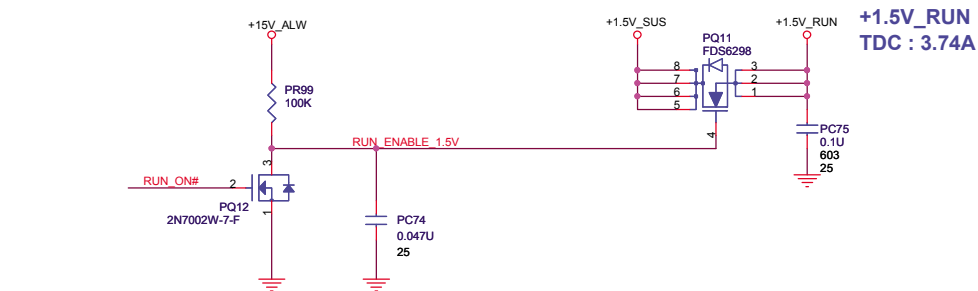 +1.5V_RUN
TDC : 3.74A
+15V_ALW
+1.5V_SUS
+1.5V_RUN
PQ11
FDS6298
8
7
6
5
3
2
1
4
PR99
100K
RUN_ENABLE_1.5V
PC75
0.1U
603
25
3
RUN_ON#
2
1
PQ12
2N7002W-7-F
PC74
0.047U
25